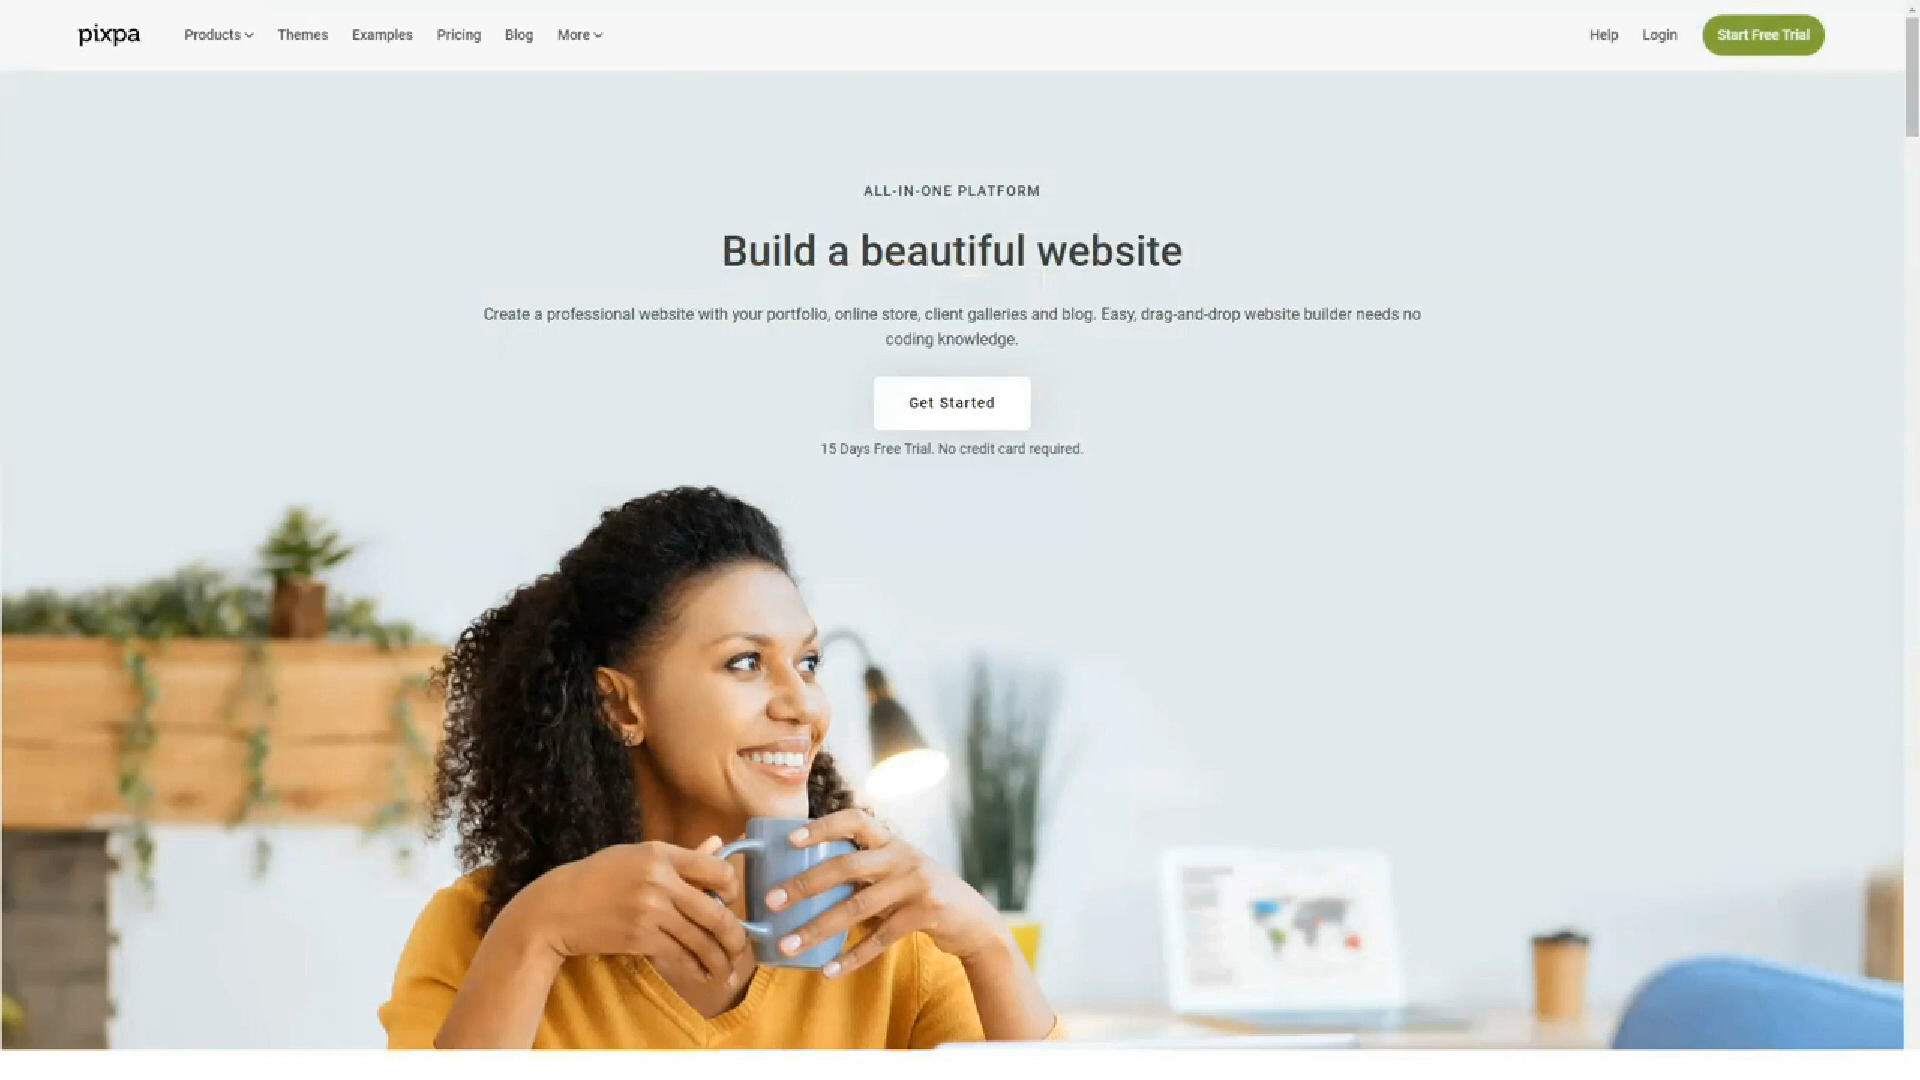 pixpa
Products
Themes
Examples
Pricing
Blog
More
Help
Login
Start Free Trial
ALL-IN-ONE PLATFORM
Build a beautiful website
Create a professional website with your portfolio, online store, client galleries and blog. Easy, drag-and-drop website builder needs no
coding knowledge.
Get Started
15 Days Free Trial. No credit card required.